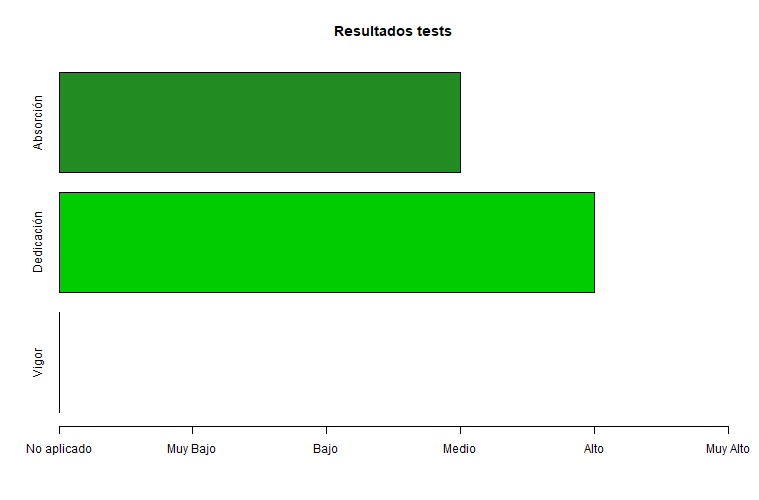 Resultados tests
Absorción
Dedicación
Vigor
No aplicado
Muy Bajo
Bajo
Medio
Alto
Muy Alto